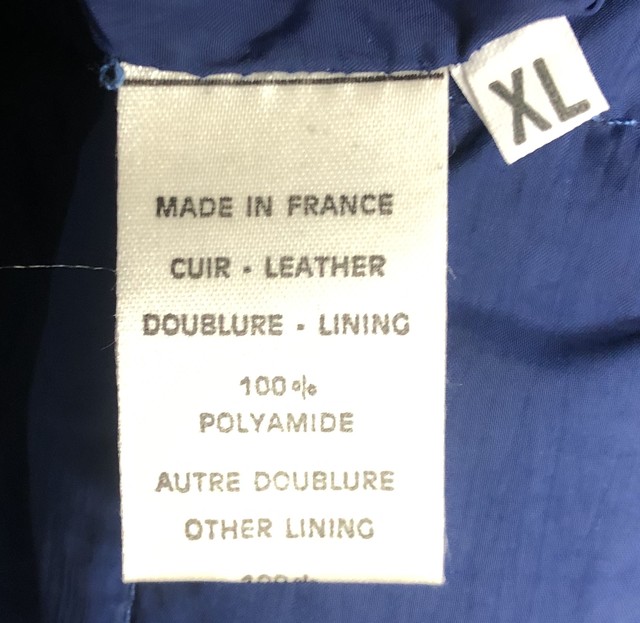 XL
MADE IN FRANCE
CUIR - LEATHER
DOUBLURE - LINING
100%
POLYAMIDE
AUTRE DOUBLURE
OTHER LINING